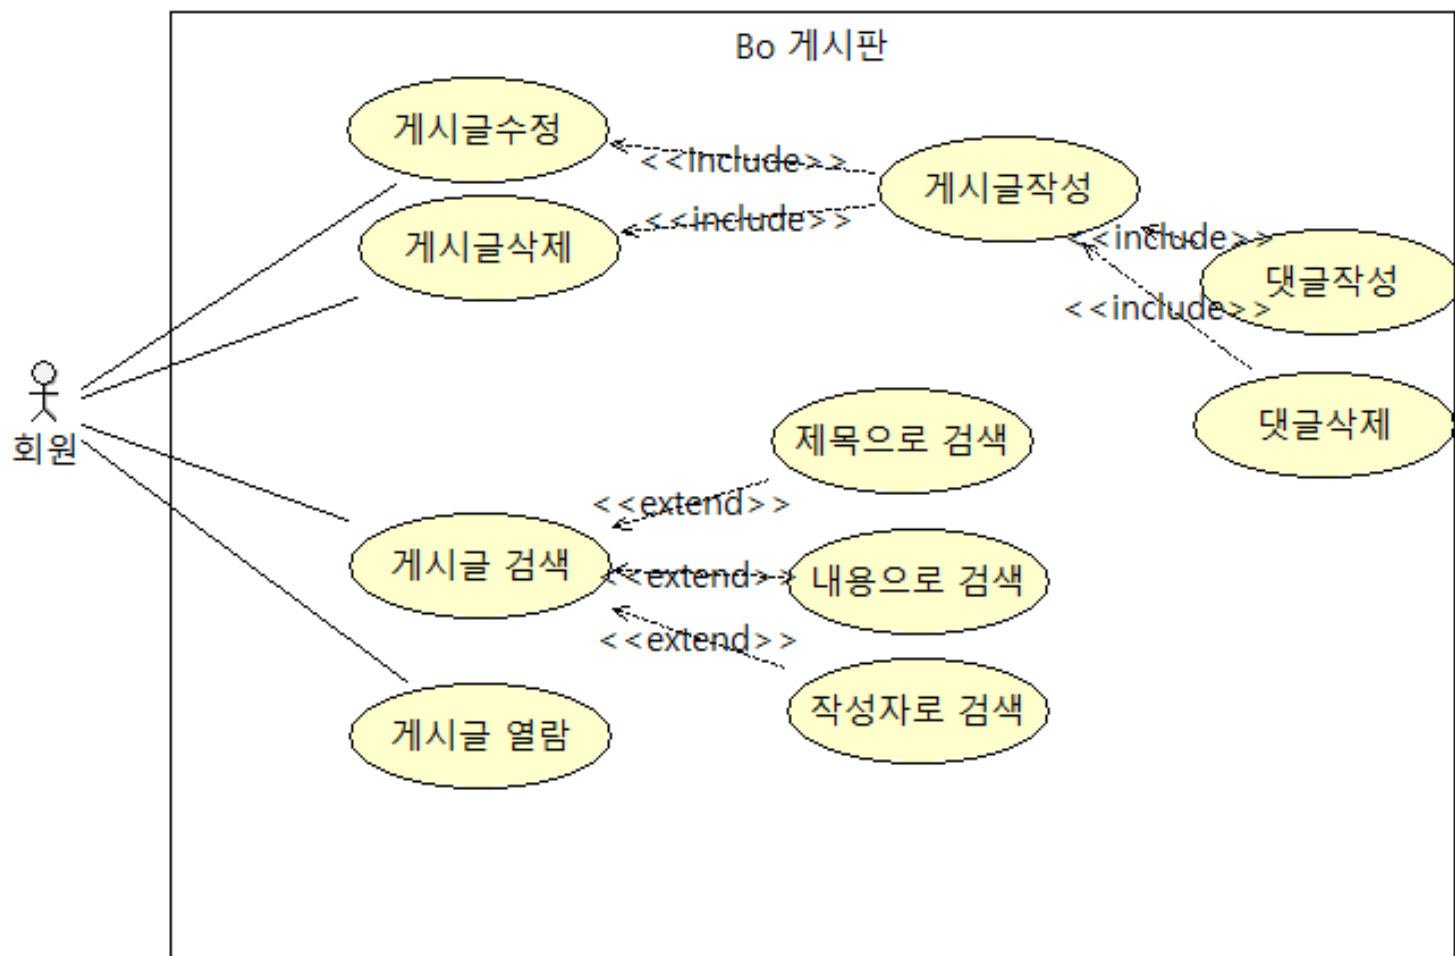 Bo 게시판
게시글수정
<<include>>
게시글작성
게시글삭제
<<include>>
<<include>>
댓글작성
<<include>>
회원
제목으로 검색
댓글삭제
<<extend>>
게시글 검색
<<extend>>
내용으로 검색
<<extend>>
작성자로 검색
게시글 열람